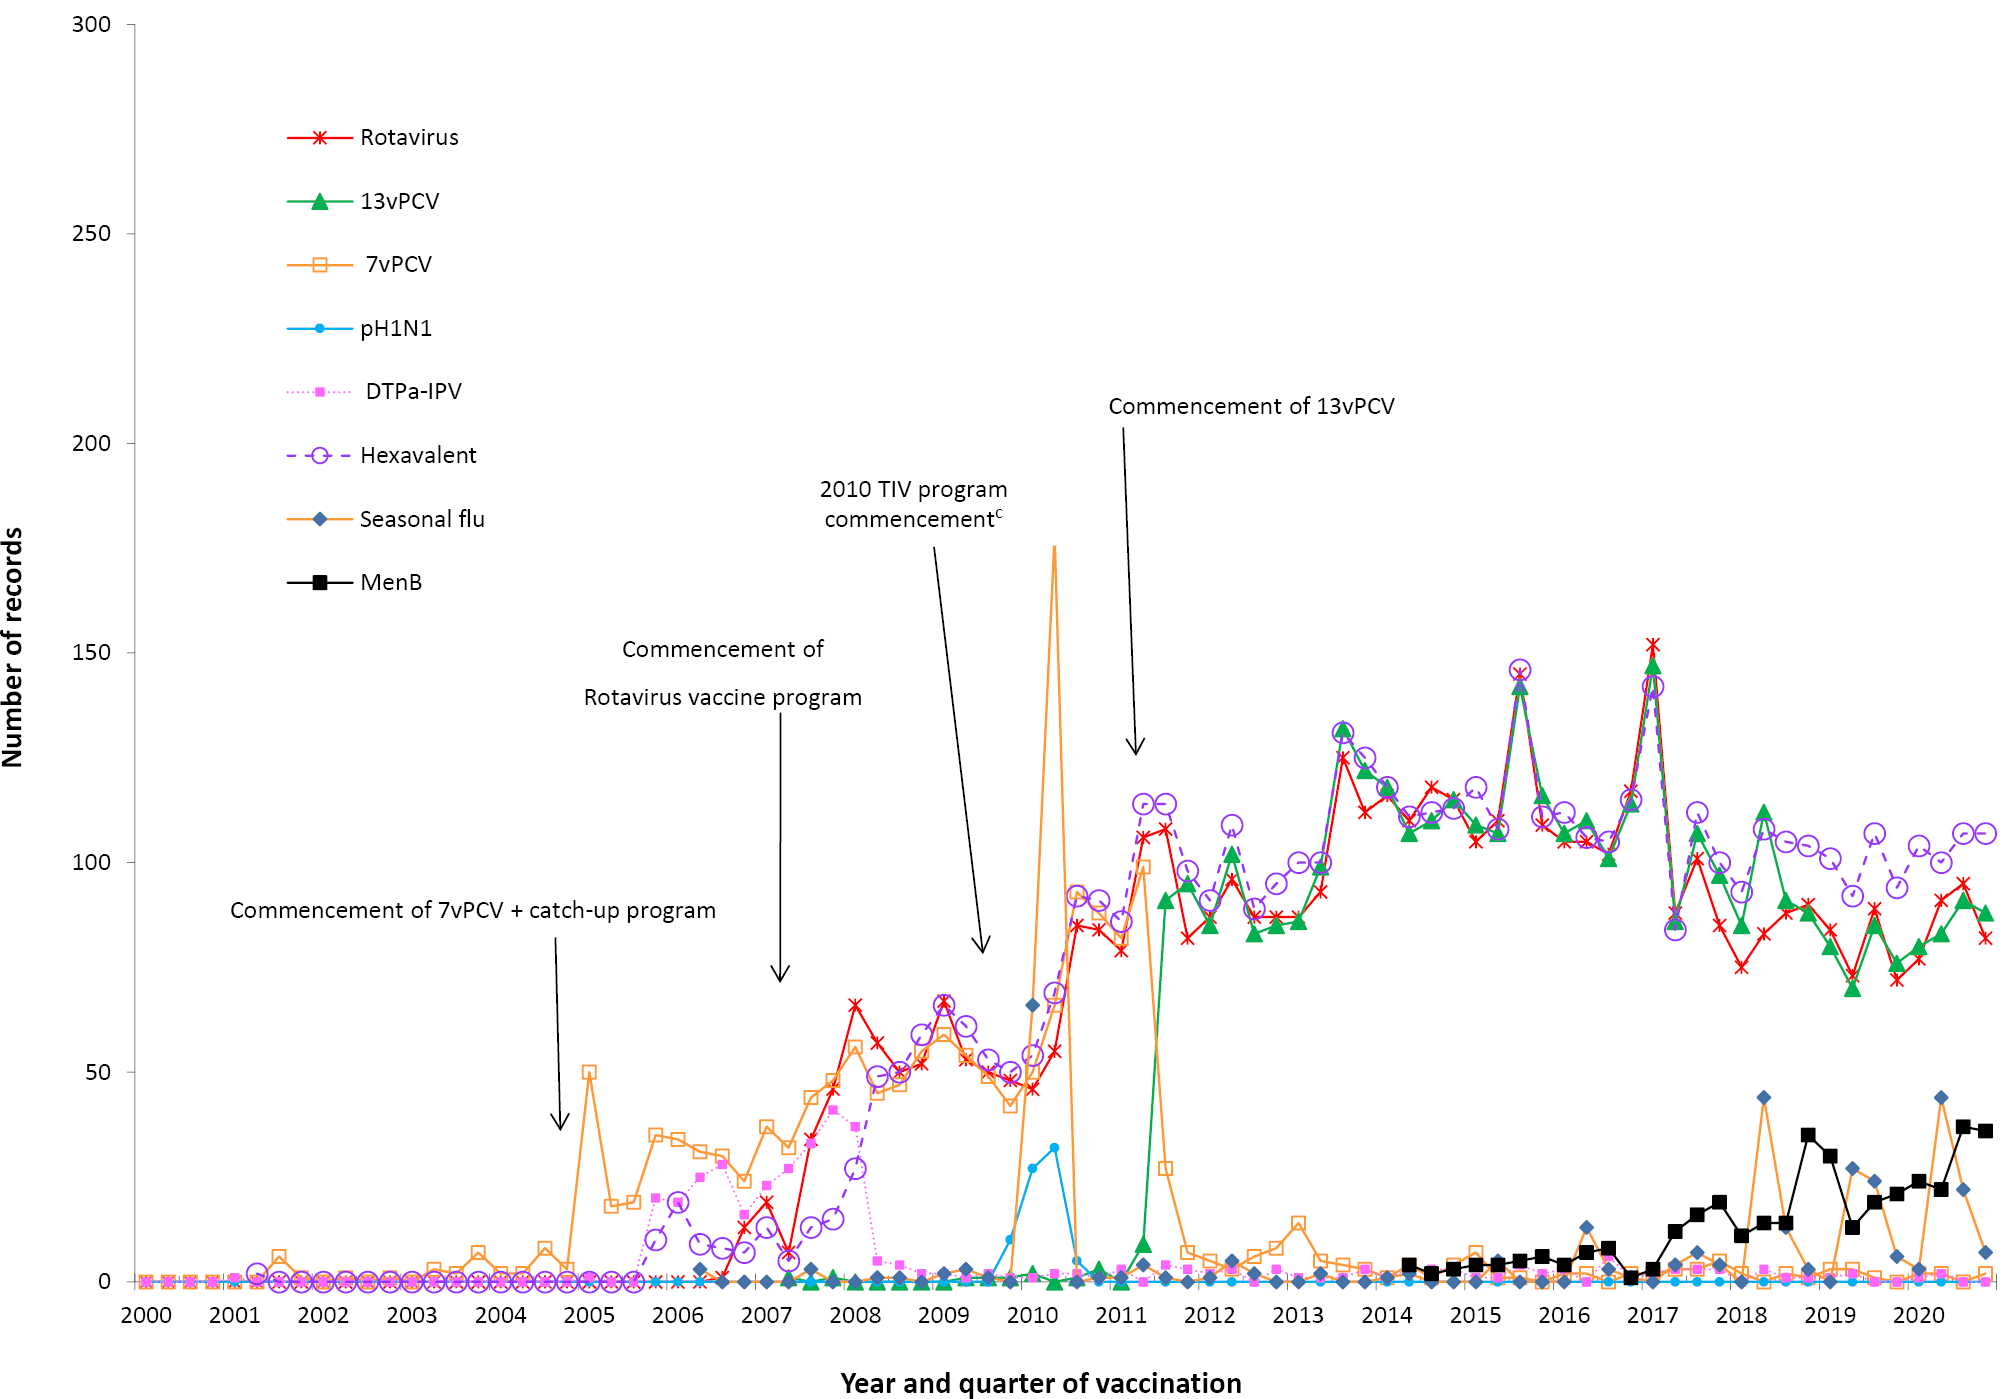 300
250
200
150
100
50
0
Number of records
Rotavirus
13vPCV
7vPCV
pH1N1
DTPa-IPV
Hexavalent
Seasonal flu
MenB
Commencement of 13vPCV
2010 TIV program
commencementᶜ
Commencement of
Rotavirus vaccine program
Commencement of 7vPCV + catch-up program
2000 2001 2002 2003 2004 2005 2006 2007 2008 2009 2010 2011 2012 2013 2014 2015 2016 2017 2018 2019 2020
Year and quarter of vaccination